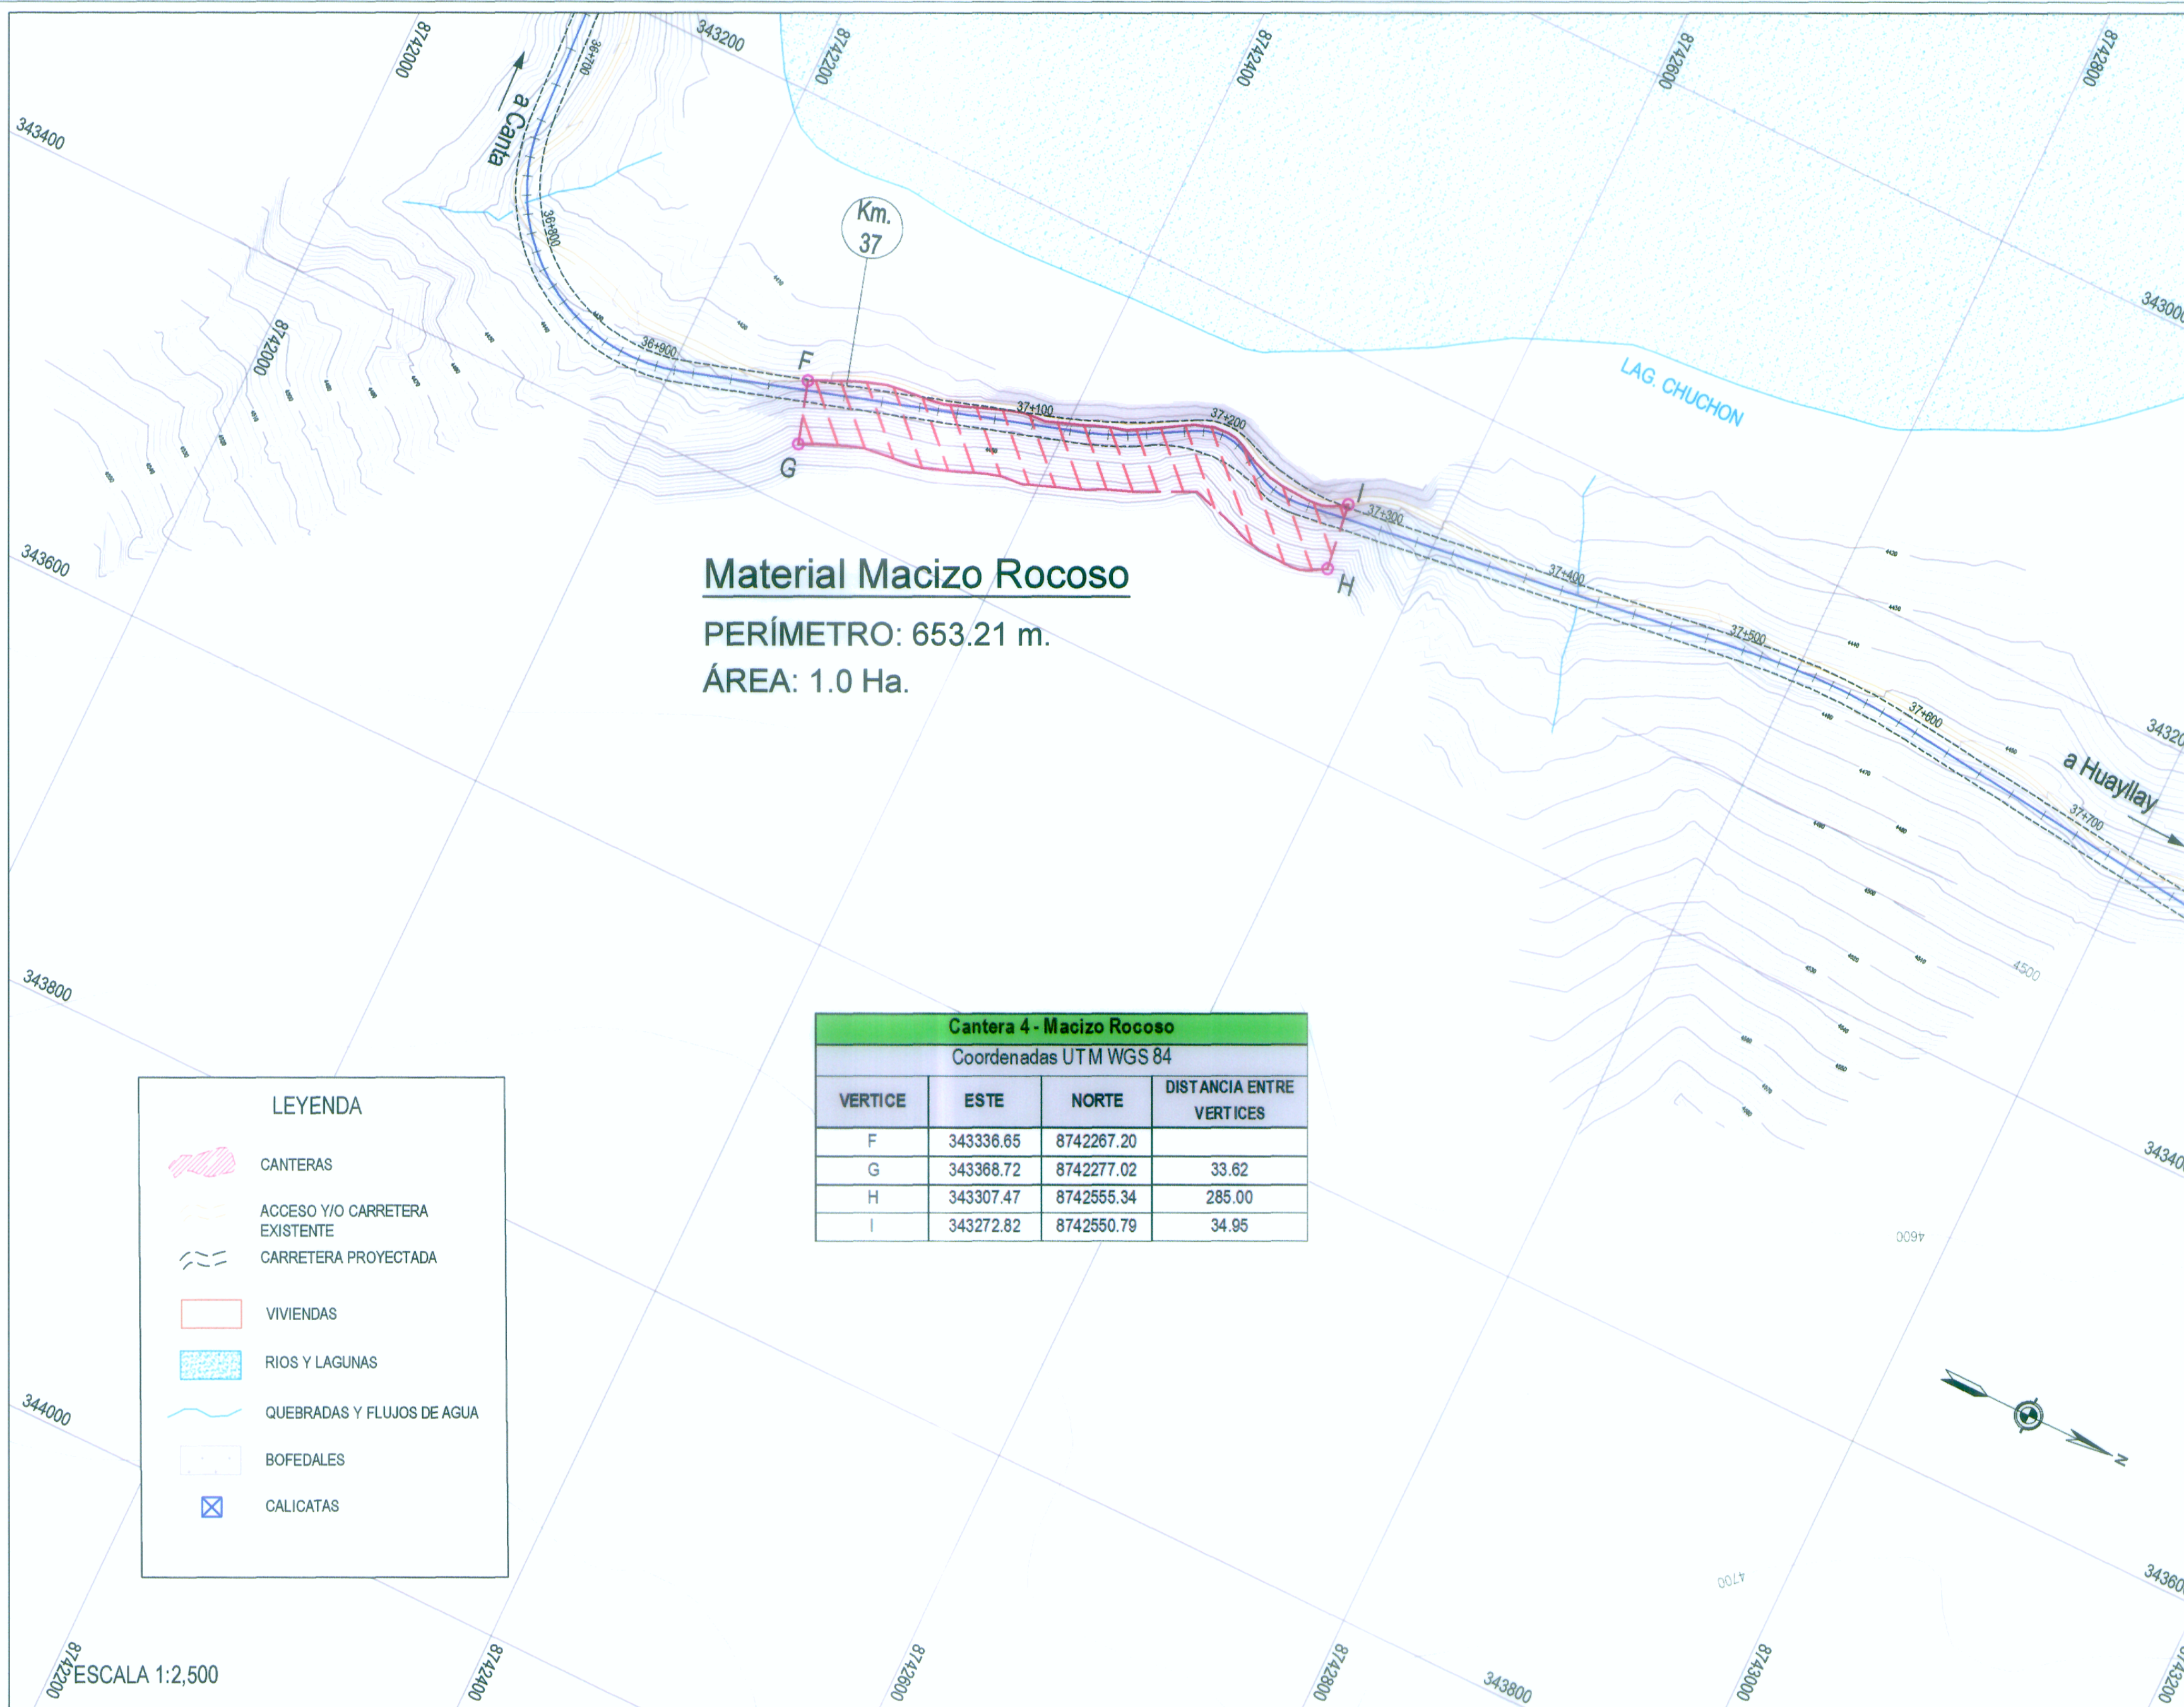 8742000
343200
8742200
8742400
8742600
8742800
36+700
a Canta
343400
36+800
Km.
37
8742000
343000
36+900
F
G
37+100
37+200
LAG. CHUCHON
I
37+300
H
37+400
37+500
37+600
343600
Material Macizo Rocoso
PERÍMETRO: 653.21 m.
ÁREA: 1.0 Ha.
a Huayllay
37+700
4500
343800
Cantera 4 - Macizo Rocoso
Coordenadas UTM WGS 84
VERTICE ESTE NORTE DISTANCIA ENTRE VERTICES
F 343336.65 8742267.20
G 343368.72 8742277.02 33.62
H 343307.47 8742555.34 285.00
I 343272.82 8742550.79 34.95
LEYENDA
CANTERAS
ACCESO Y/O CARRETERA
EXISTENTE
CARRETERA PROYECTADA
VIVIENDAS
RIOS Y LAGUNAS
QUEBRADAS Y FLUJOS DE AGUA
BOFEDALES
CALICATAS
4600
344000
N
4700
8742200
ESCALA 1:2,500
8742400
8742600
8742800
343800
8743000
8743200